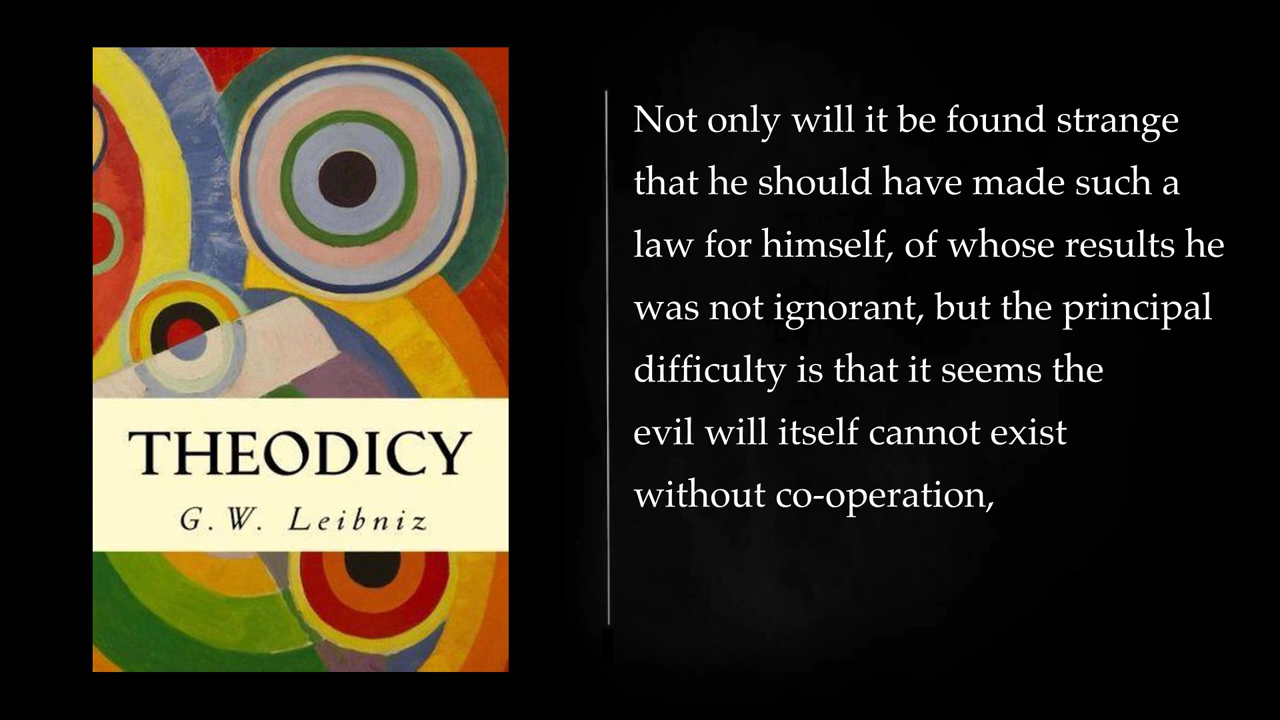 THEODICY
G.W. Leibniz
Not only will it be found strange
that he should have made such a
law for himself, of whose results he
was not ignorant, but the principal
difficulty is that it seems the
evil will itself cannot exist
without co-operation,